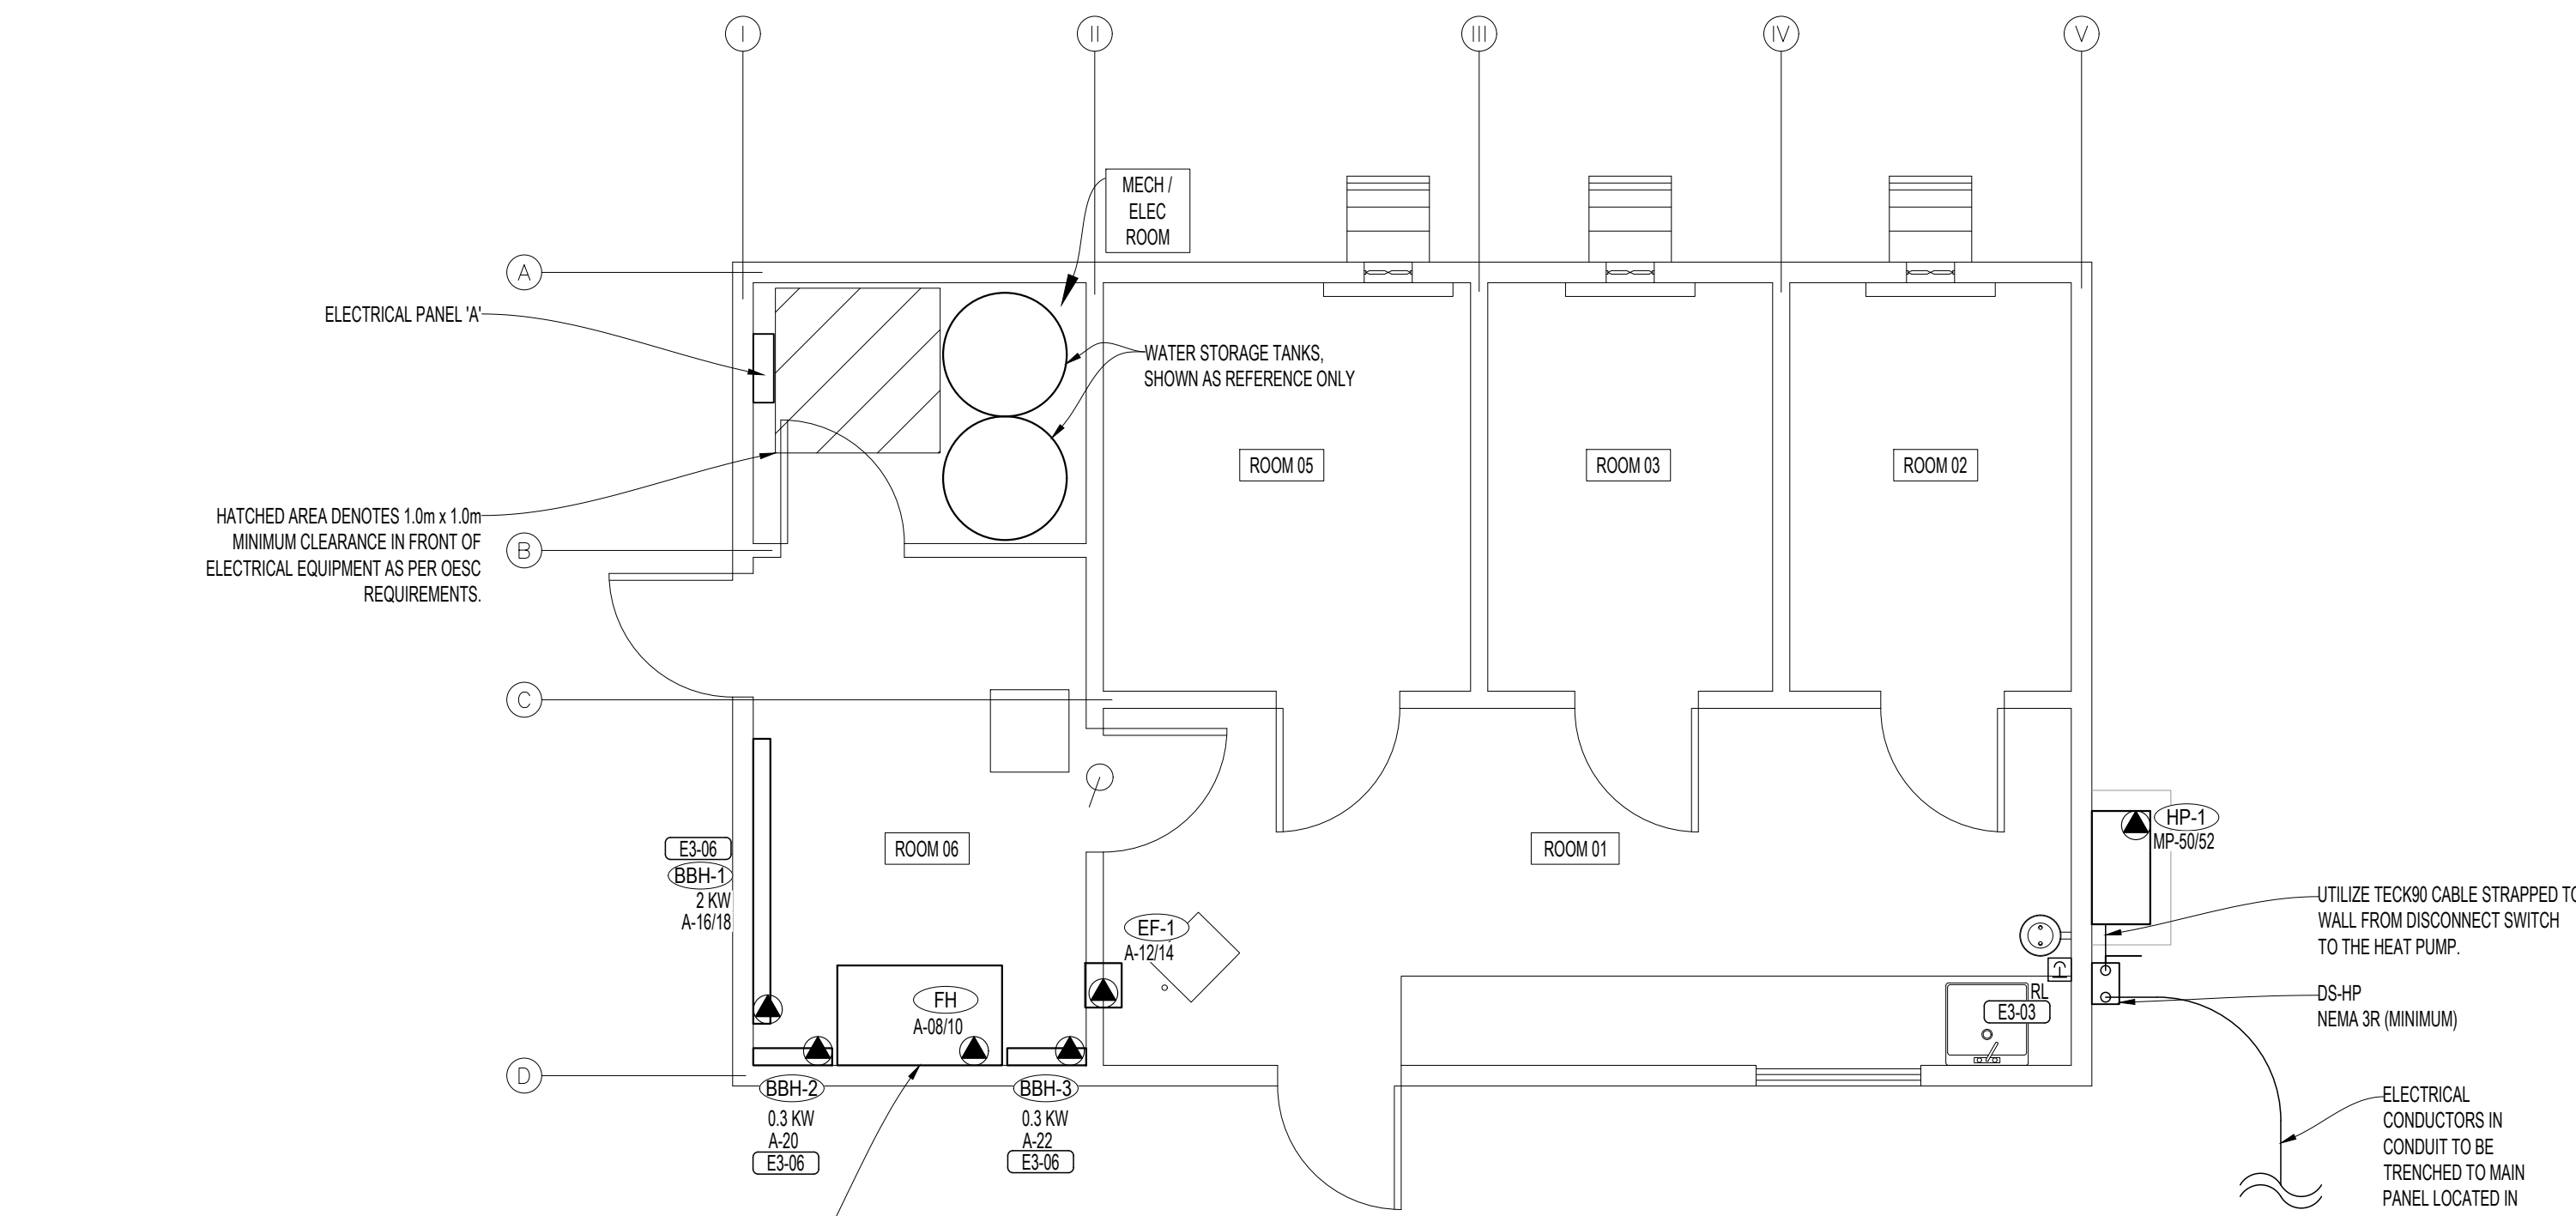 I
II
III
IV
V
MECH /
ELEC
ROOM
A
ELECTRICAL PANEL 'A'
WATER STORAGE TANKS,
SHOWN AS REFERENCE ONLY
ROOM 05
ROOM 03
ROOM 02
HATCHED AREA DENOTES 1.0m x 1.0m
MINIMUM CLEARANCE IN FRONT OF
ELECTRICAL EQUIPMENT AS PER OESC
REQUIREMENTS.
B
C
HP-1
MP-50/52
E3-06
BBH-1
2 KW
A-16/18
ROOM 06
ROOM 01
UTILIZE TECK90 CABLE STRAPPED TO
WALL FROM DISCONNECT SWITCH
TO THE HEAT PUMP.
EF-1
A-12/14
FH
A-08/10
RL
E3-03
DS-HP
NEMA 3R (MINIMUM)
D
BBH-2
0.3 KW
A-20
E3-06
BBH-3
0.3 KW
A-22
E3-06
ELECTRICAL
CONDUCTORS IN
CONDUIT TO BE
TRENCHED TO MAIN
PANEL LOCATED IN